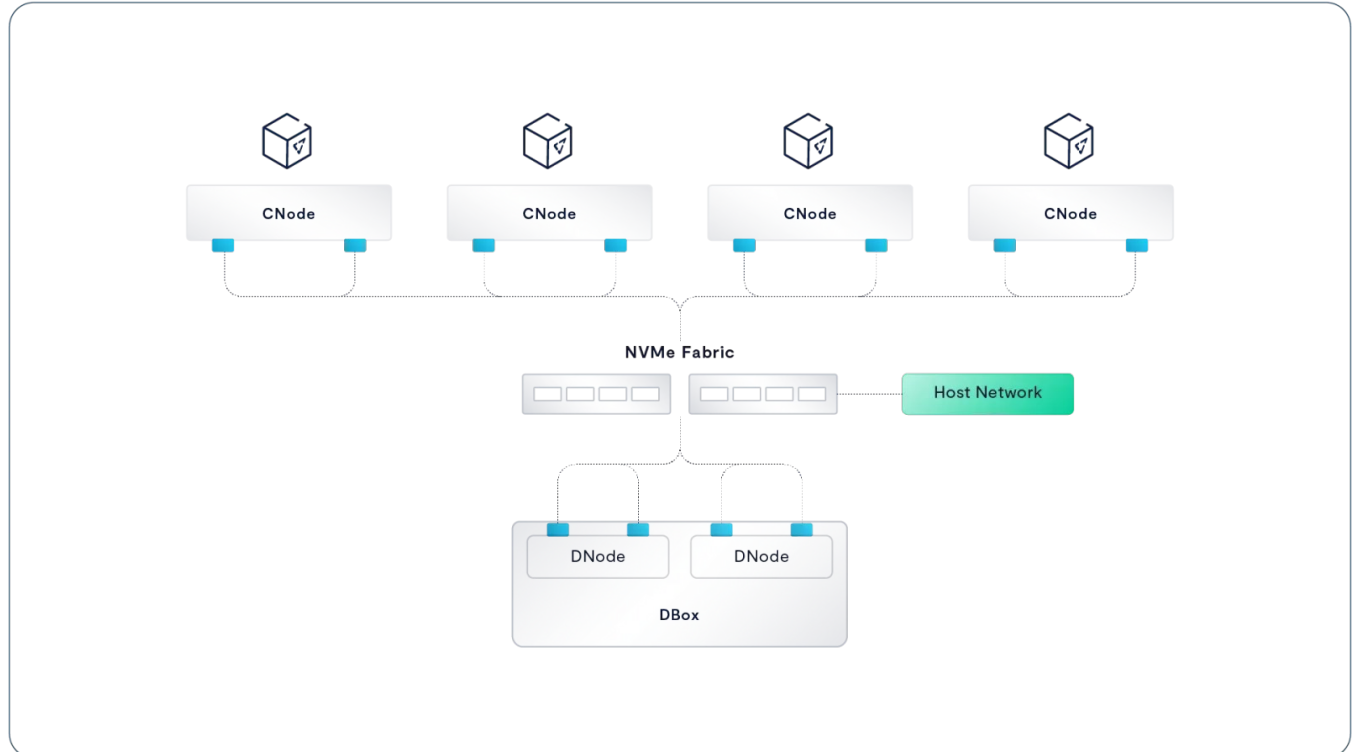 CNode
CNode
CNode
CNode
NVMe Fabric
Host Network
DNode
DNode
DBox